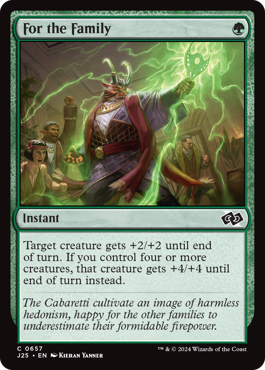 For the Family
Instant
Target creature gets +2/+2 until end
of turn. If you control four or more
creatures, that creature gets +4/+4 until
end of turn instead.
The Cabaretti cultivate an image of harmless
hedonism, happy for the other families to
underestimate their formidable firepower.
C 0657
J25 • EN KIERAN YANNER
™ & © 2024 Wizards of the Coast